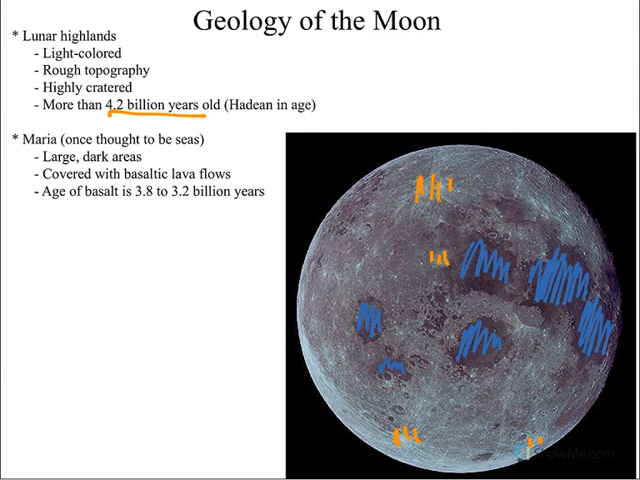 Geology of the Moon
* Lunar highlands
- Light-colored
- Rough topography
- Highly cratered
- More than 4.2 billion years old (Hadean in age)
* Maria (once thought to be seas)
- Large, dark areas
- Covered with basaltic lava flows
- Age of basalt is 3.8 to 3.2 billion years
ShowMe.com